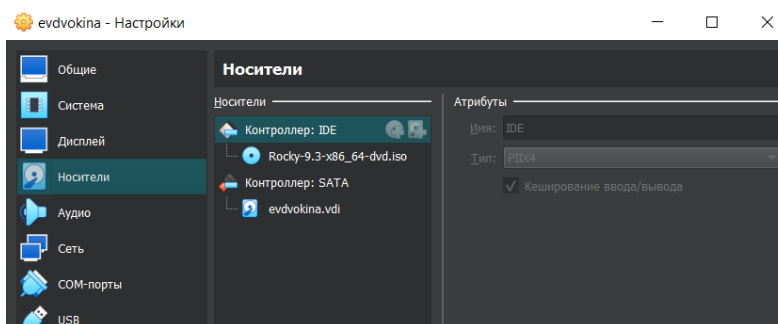 evdvokina - Настройки
Общие
Система
Дисплей
Носители
Аудио
Сеть
COM-порты
USB
Носители
Носители
Контроллер: IDE
Rocky-9.3-x86_64-dvd.iso
Контроллер: SATA
evdvokina.vdi
Атрибуты
Имя: IDE
Тип: PIIX4
Кеширование ввода/вывода